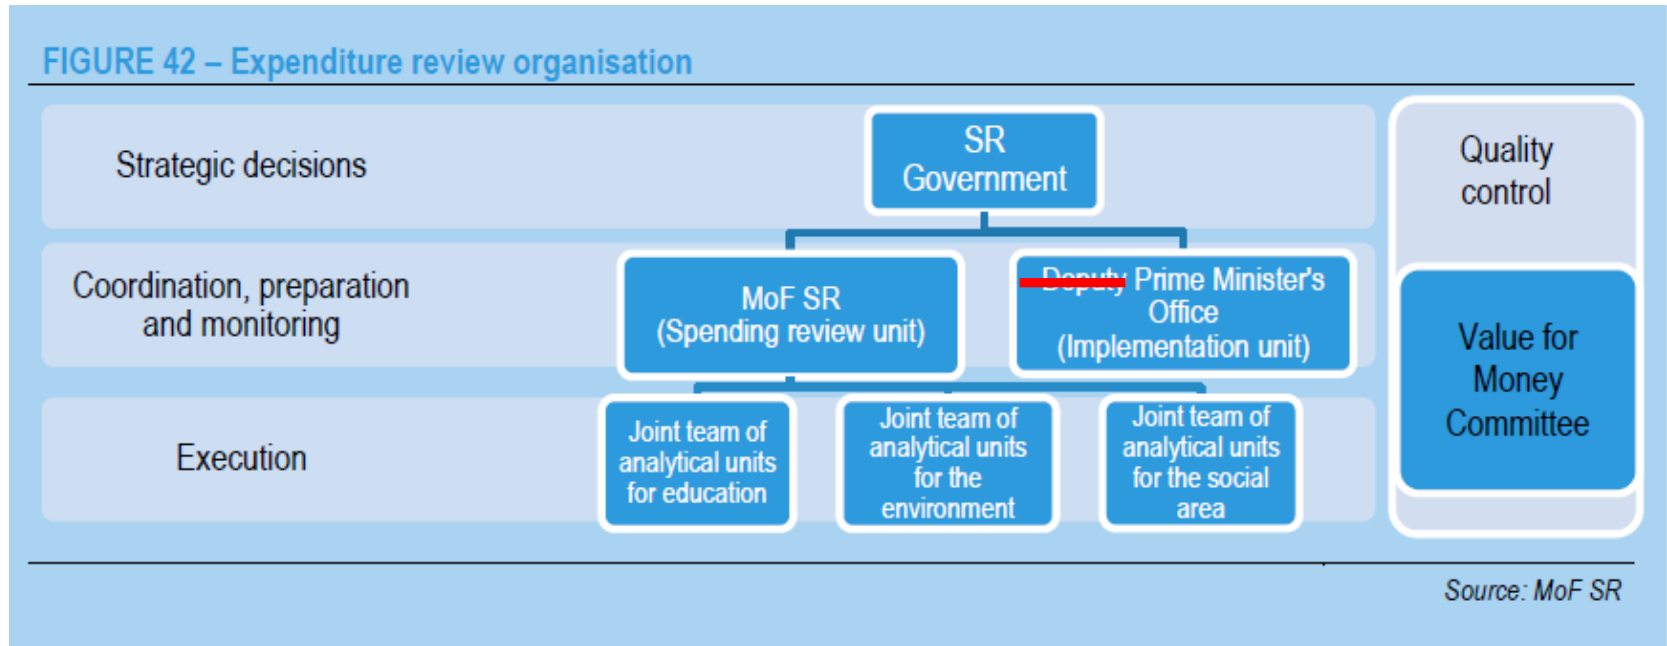 FIGURE 42 – Expenditure review organisation
Strategic decisions
SR
Government
Quality
control
Coordination, preparation
and monitoring
MoF SR
(Spending review unit)
Deputy Prime Minister's
Office
(Implementation unit)
Value for
Money
Committee
Execution
Joint team of
analytical units
for education
Joint team of
analytical units
for the
environment
Joint team of
analytical units
for the social
area
Source: MoF SR